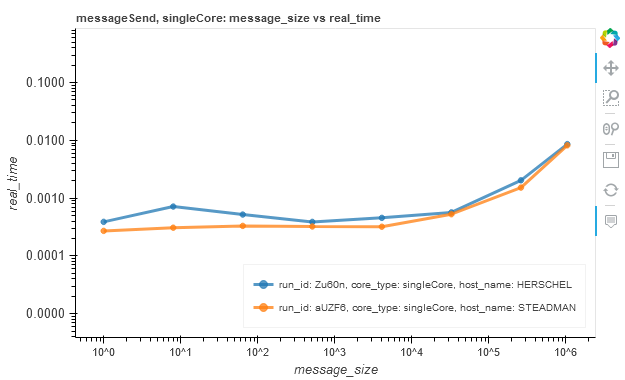 messageSend, singleCore: message_size vs real_time
0.1000
0.0100
0.0010
0.0001
0.0000
real_time
run_id: Zu60n, core_type: singleCore, host_name: HERSCHEL
run_id: aUZF6, core_type: singleCore, host_name: STEADMAN
10^0 10^1 10^2 10^3 10^4 10^5 10^6
message_size